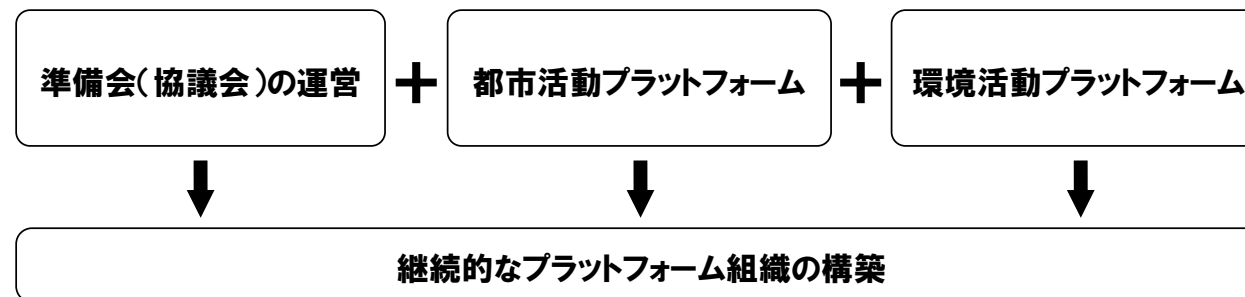 準備会(協議会)の運営
+
都市活動プラットフォーム
+
環境活動プラットフォーム
継続的なプラットフォーム組織の構築